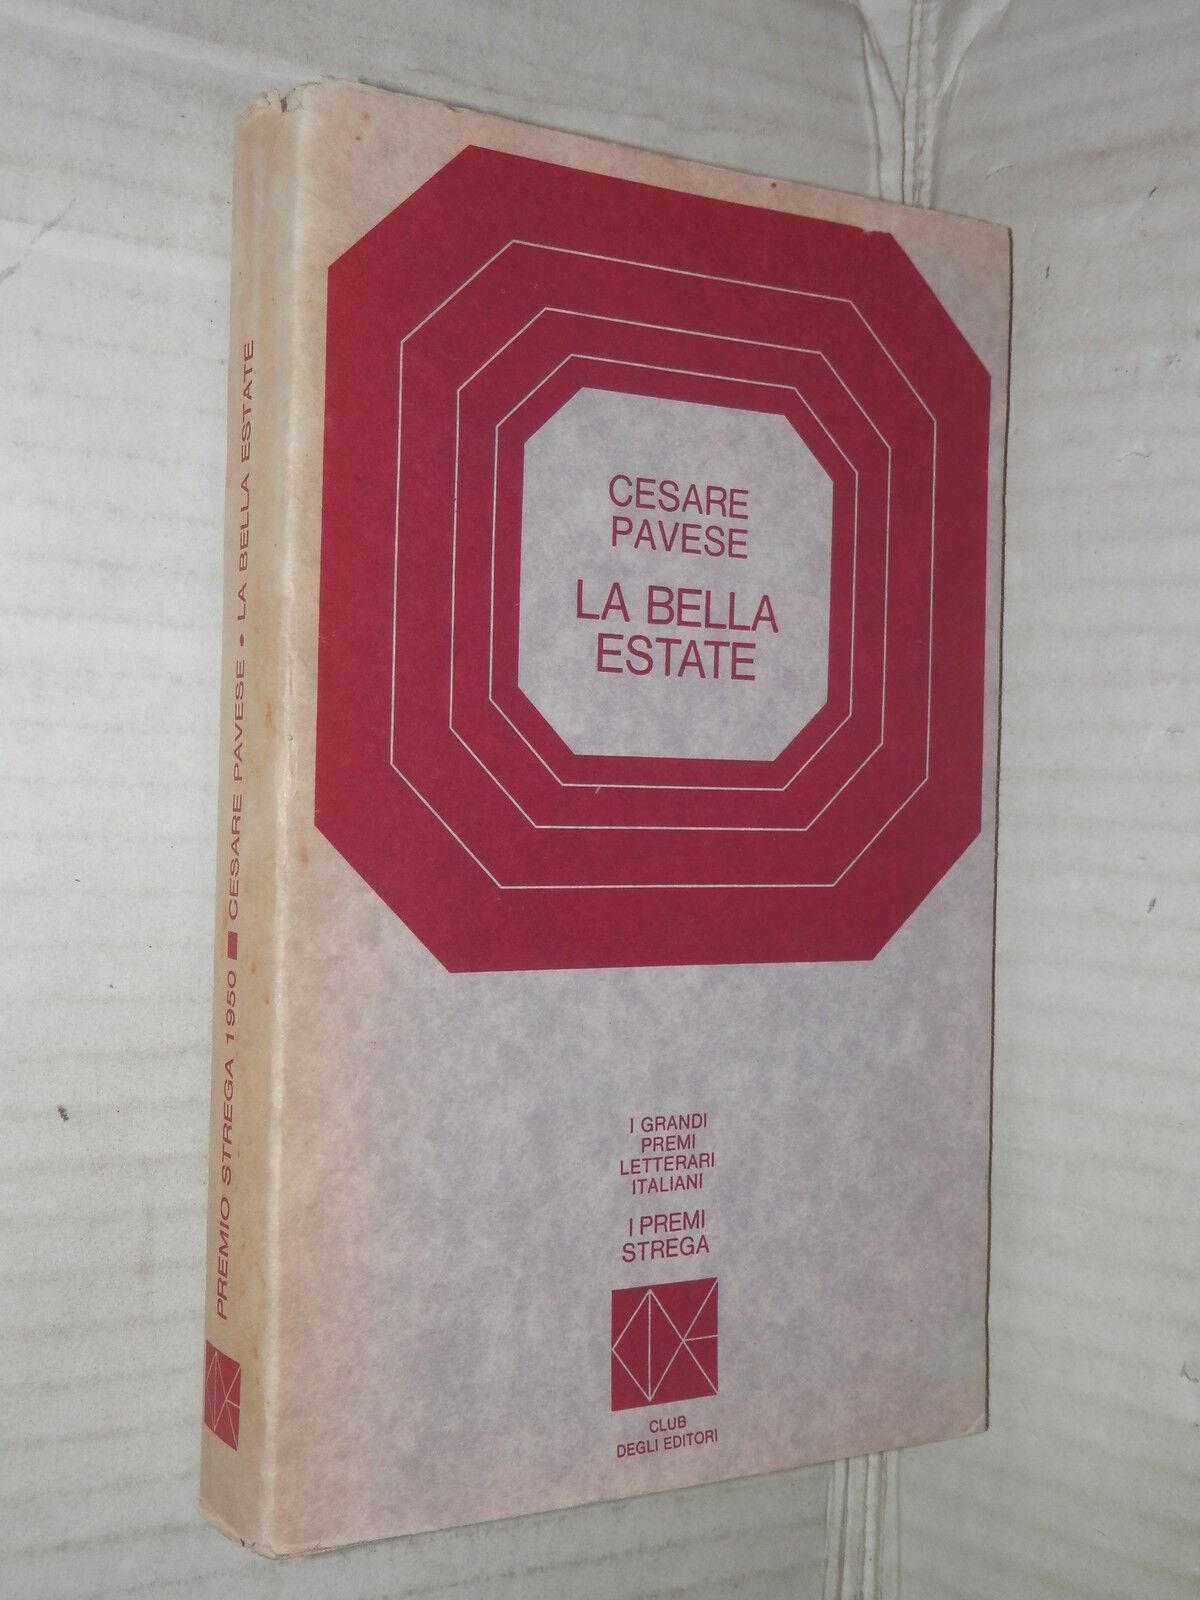 CESARE
PAVESE
LA BELLA
ESTATE
I GRANDI
PREMI
LETTERARI
ITALIANI
I PREMI
STREGA
CLUB
DEGLI EDITORI
PREMIO STREGA 1950 ■ CESARE PAVESE • LA BELLA ESTATE